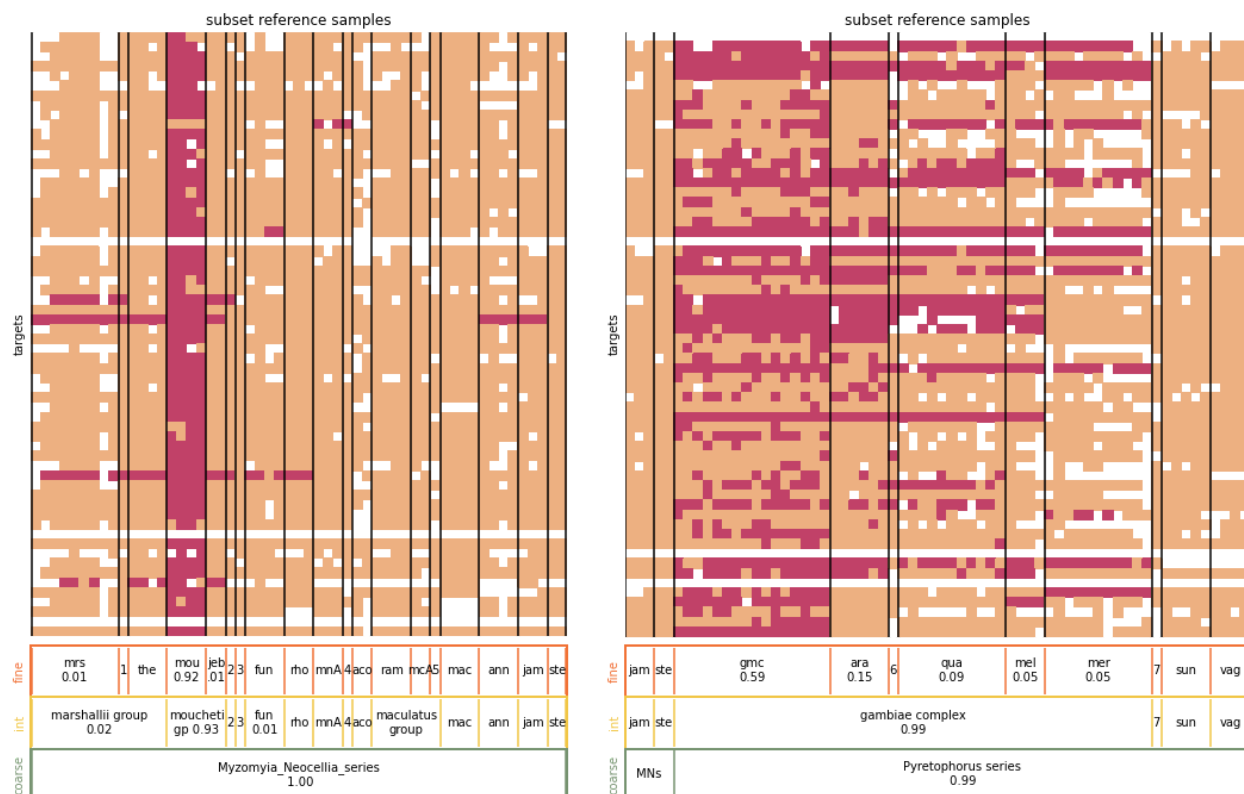 subset reference samples
subset reference samples
targets
targets
fine
mrs 1 the mou jeb 2 3 fun rho mnA 4 aco ram mcA 5 mac ann jam ste
0.01 0.92 .01
fine
jam ste gmc ara 6 qua mel mer 7 sun vag
0.59 0.15 0.09 0.05 0.05
int
marshallii group moucheti 2 3 fun rho mnA 4 aco maculatus mac ann jam ste
0.02 gp 0.93 0.01 group
int
jam ste gambiae complex 7 sun vag
0.99
coarse
Myzomyia_Neocellia_series
1.00
coarse
MNs Pyretophorus series
0.99